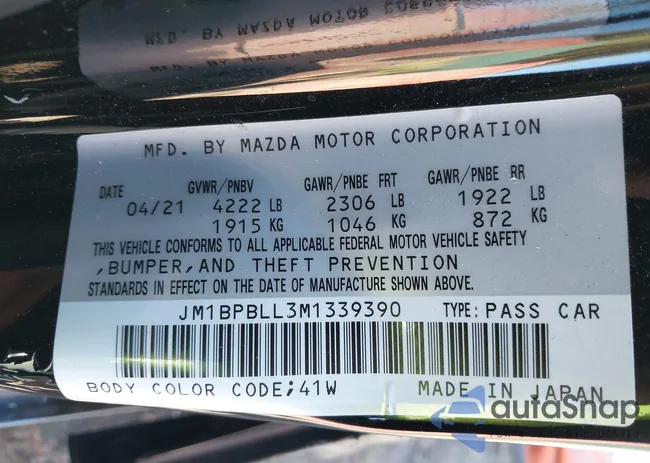 MFD. BY MAZDA MOTOR CORPORATION
DATE GVWR/PNBV GAWR/PNBE FRT GAWR/PNBE RR
04/21 4222 LB 2306 LB 1922 LB
1915 KG 1046 KG 872 KG
THIS VEHICLE CONFORMS TO ALL APPLICABLE FEDERAL MOTOR VEHICLE SAFETY
,BUMPER,AND THEFT PREVENTION
STANDARDS IN EFFECT ON THE DATE OF MANUFACTURE SHOWN ABOVE.
JM1BPBLL3M1339390 TYPE: PASS CAR
BODY COLOR CODE;41W MADE IN JAPAN
autoSnap